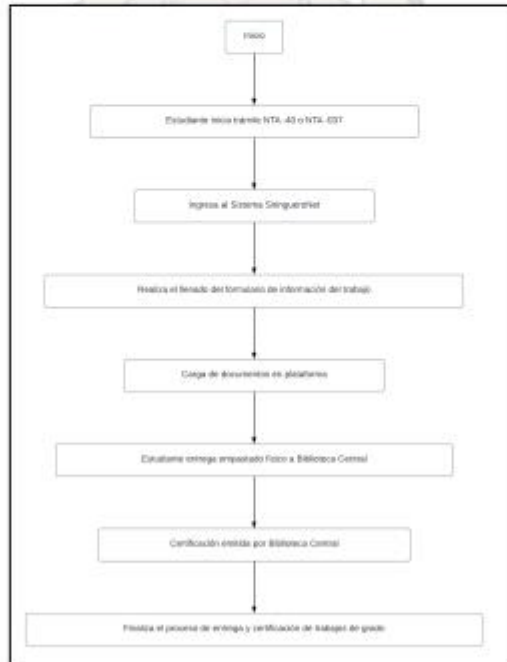 Inicio
Estudiante inicia trámite NTA -40 o NTA -037
Ingresa al Sistema SiringueroNet
Realiza el llenado del formulario de información del trabajo
Carga de documentos en plataforma
Estudiante entrega empastado físico a Biblioteca Central
Certificación emitida por Biblioteca Central
Finaliza el proceso de entrega y certificación de trabajos de grado